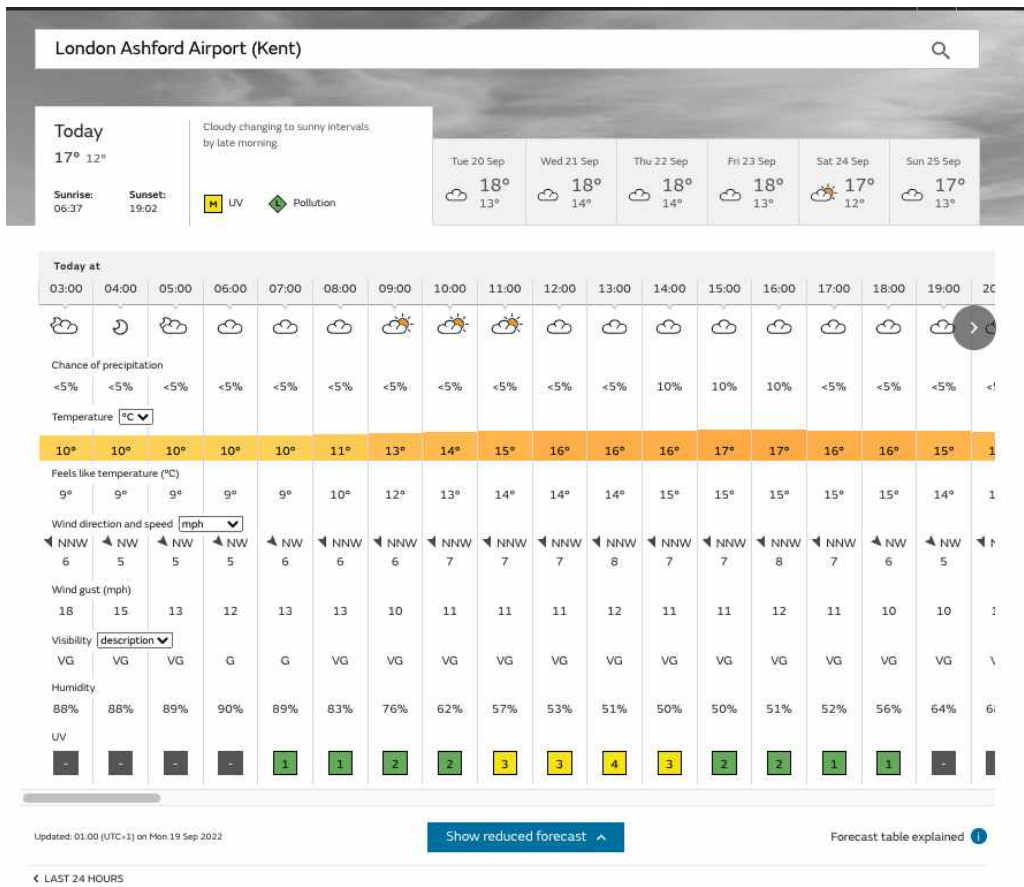 London Ashford Airport (Kent)
Today
17° 12°
Sunrise: Sunset:
06:37 19:02
Cloudy changing to sunny intervals
by late morning.
M UV L Pollution
Tue 20 Sep Wed 21 Sep Thu 22 Sep Fri 23 Sep Sat 24 Sep Sun 25 Sep
18° 18° 18° 18° 17° 17°
13° 14° 14° 13° 12° 13°
Today at
03:00 04:00 05:00 06:00 07:00 08:00 09:00 10:00 11:00 12:00 13:00 14:00 15:00 16:00 17:00 18:00 19:00
Chance of precipitation
<5% <5% <5% <5% <5% <5% <5% <5% <5% <5% <5% 10% 10% 10% <5% <5% <5%
Temperature °C
10° 10° 10° 10° 10° 11° 13° 14° 15° 16° 16° 16° 17° 17° 16° 16° 15°
Feels like temperature (°C)
9° 9° 9° 9° 9° 10° 12° 13° 14° 14° 14° 15° 15° 15° 15° 15° 14°
Wind direction and speed mph
NNW NW NW NW NW NNW NNW NNW NNW NNW NNW NNW NNW NNW NNW NW NW
6 5 5 5 6 6 6 7 7 7 8 7 7 8 7 6 5
Wind gust (mph)
18 15 13 12 13 13 10 11 11 11 12 11 11 12 11 10 10
Visibility description
VG VG VG G G VG VG VG VG VG VG VG VG VG VG VG VG
Humidity
88% 88% 89% 90% 89% 83% 76% 62% 57% 53% 51% 50% 50% 51% 52% 56% 64%
UV
- - - - 1 1 2 2 3 3 4 3 2 2 1 1 -
Updated: 01:00 (UTC+1) on Mon 19 Sep 2022
Show reduced forecast
Forecast table explained i
LAST 24 HOURS